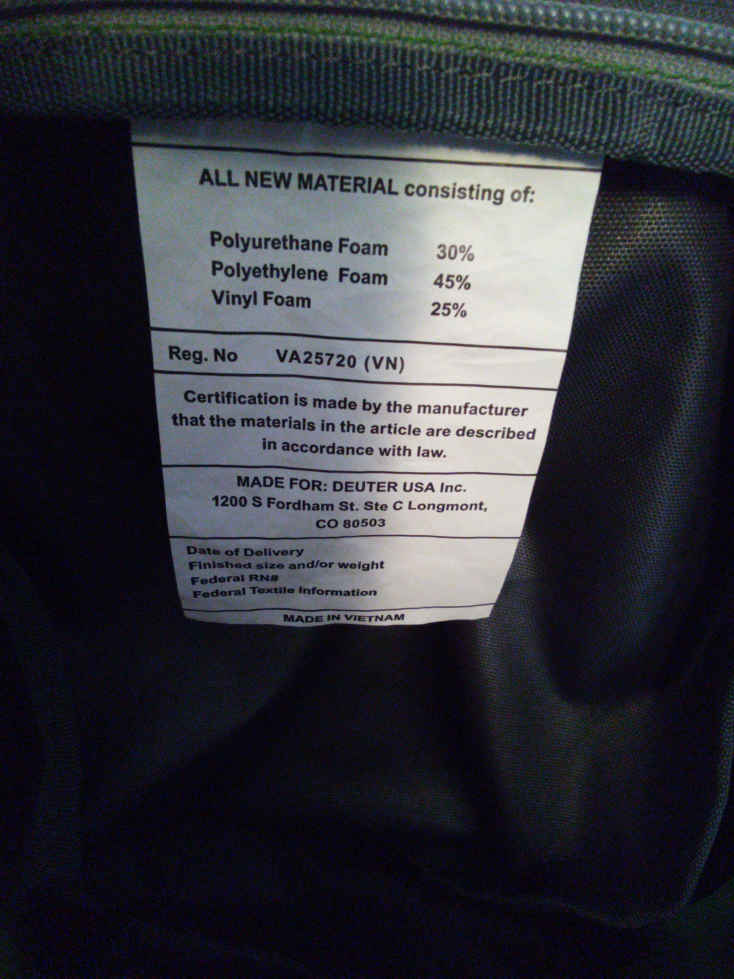 ALL NEW MATERIAL consisting of:
Polyurethane Foam 30%
Polyethylene Foam 45%
Vinyl Foam 25%
Reg. No VA25720 (VN)
Certification is made by the manufacturer
that the materials in the article are described
in accordance with law.
MADE FOR: DEUTER USA Inc.
1200 S Fordham St. Ste C Longmont,
CO 80503
Date of Delivery
Finished size and/or weight
Federal RN#
Federal Textile Information
MADE IN VIETNAM